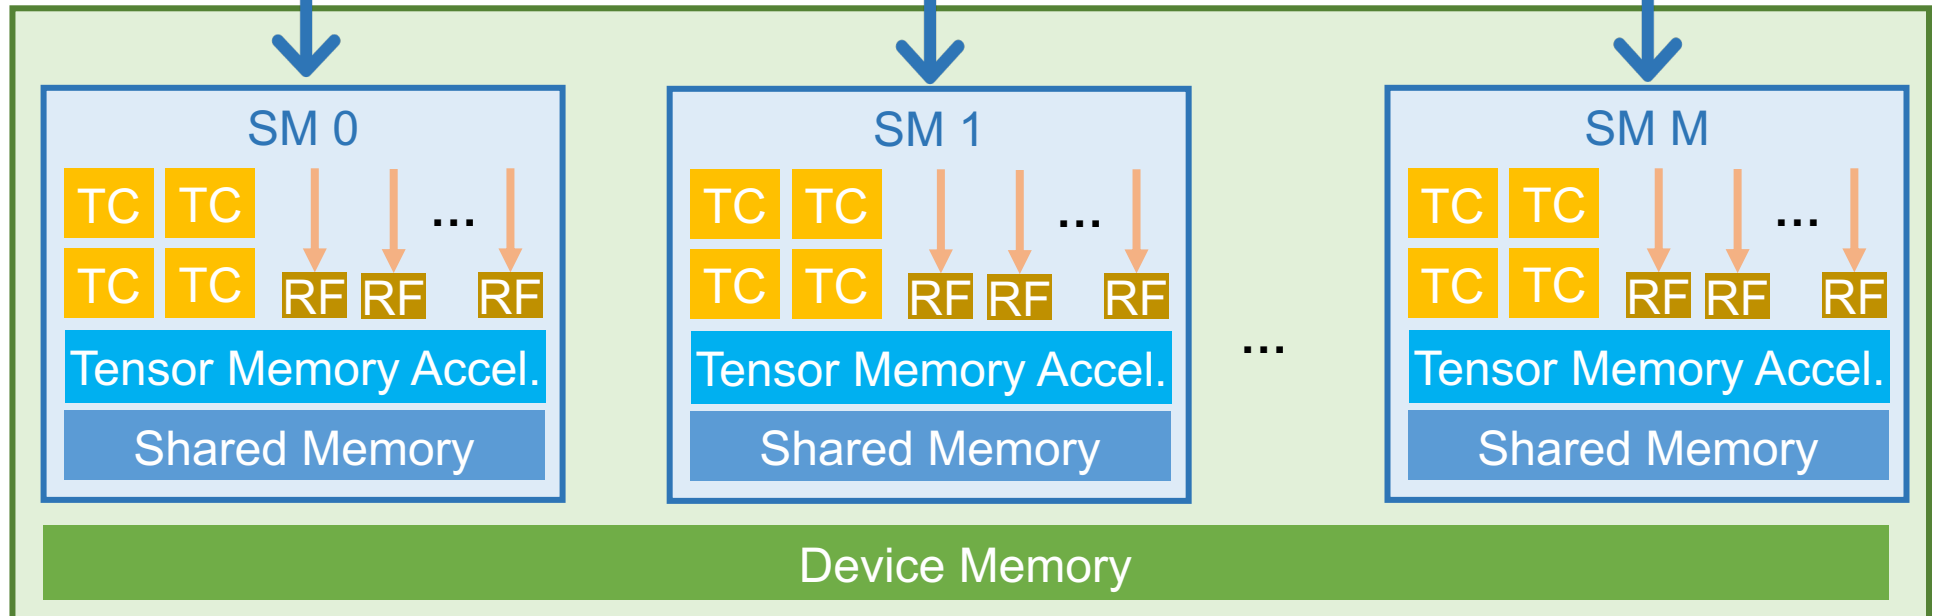 SM 0
TC TC ...
TC TC RF RF RF
Tensor Memory Accel.
Shared Memory
SM 1
TC TC ...
TC TC RF RF RF
Tensor Memory Accel.
Shared Memory
...
SM M
TC TC ...
TC TC RF RF RF
Tensor Memory Accel.
Shared Memory
Device Memory